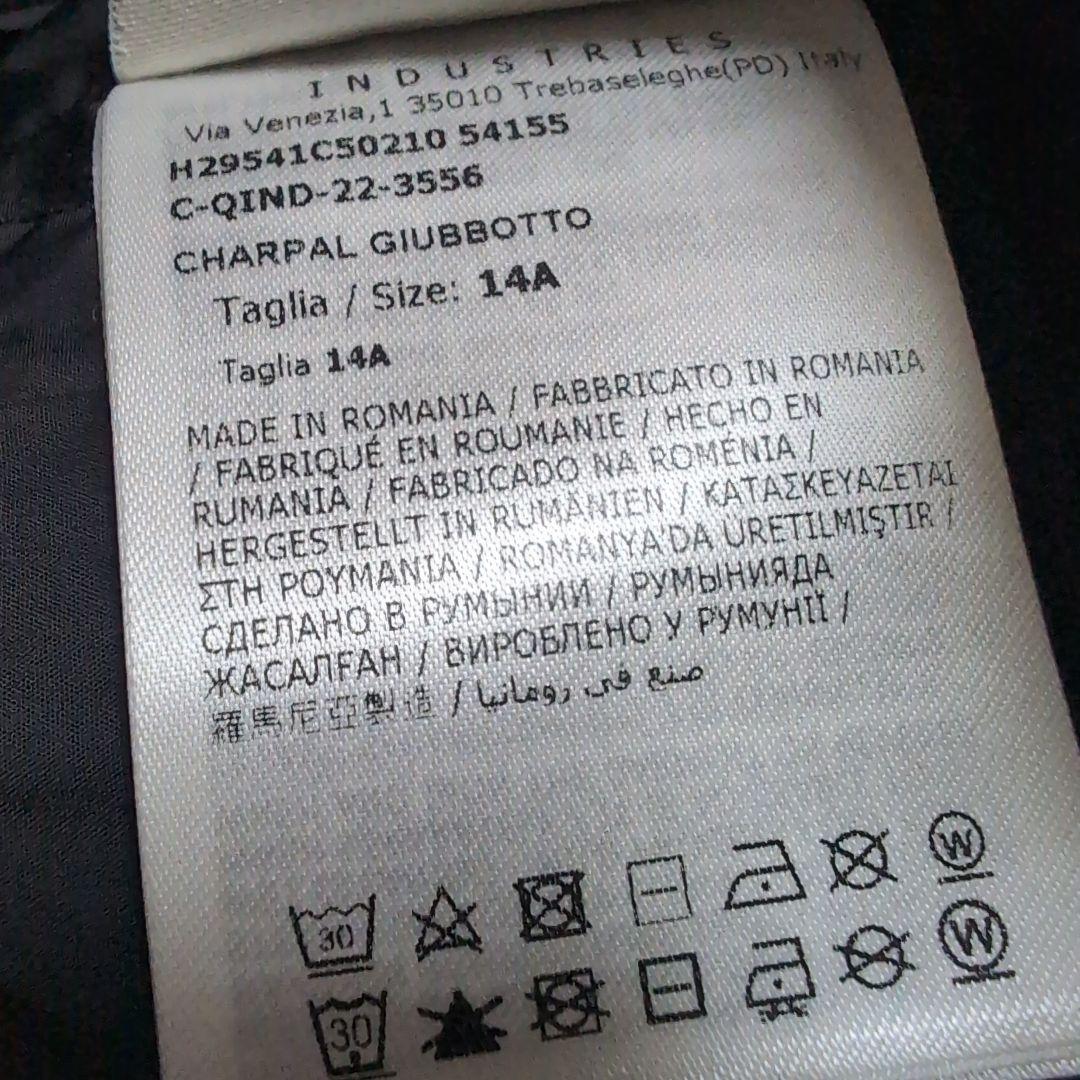 INDUSTRIES
Via Venezia,1 35010 Trebaseleghe(PD) Italy
H29541C50210 54155
C-QIND-22-3556
CHARPAL GIUBBOTTO
Taglia / Size: 14A
Taglia 14A
MADE IN ROMANIA / FABBRICATO IN ROMANIA
/ FABRIQUÉ EN ROUMANIE / HECHO EN
RUMANIA / FABRICADO NA ROMÉNIA /
HERGESTELLT IN RUMÄNIEN / ΚΑΤΑΣΚΕΥΑΖΕΤΑΙ
ΣΤΗ ΡΟΥΜΑΝΙΑ / ROMANYA'DA ÜRETILMIŞTIR /
СДЕЛАНО В РУМЫНИИ / РУМЫНИЯДА
ЖАСАЛҒАН / ВИРОБЛЕНО У РУМУНІЇ /
羅馬尼亞製造 / صنع في رومانيا
30 W
30 W